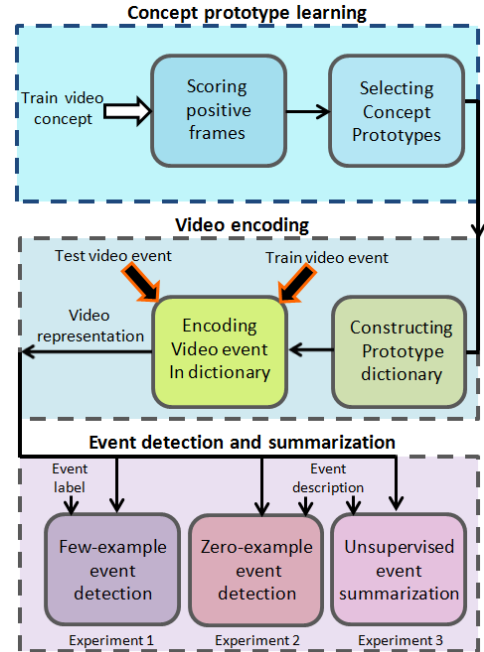 Concept prototype learning
Train video
concept
Scoring
positive
frames
Selecting
Concept
Prototypes
Video encoding
Test video event
Train video event
Video
representation
Encoding
Video event
In dictionary
Constructing
Prototype
dictionary
Event detection and summarization
Event
label
Event
description
Few-example
event
detection
Zero-example
event
detection
Unsupervised
event
summarization
Experiment 1
Experiment 2
Experiment 3